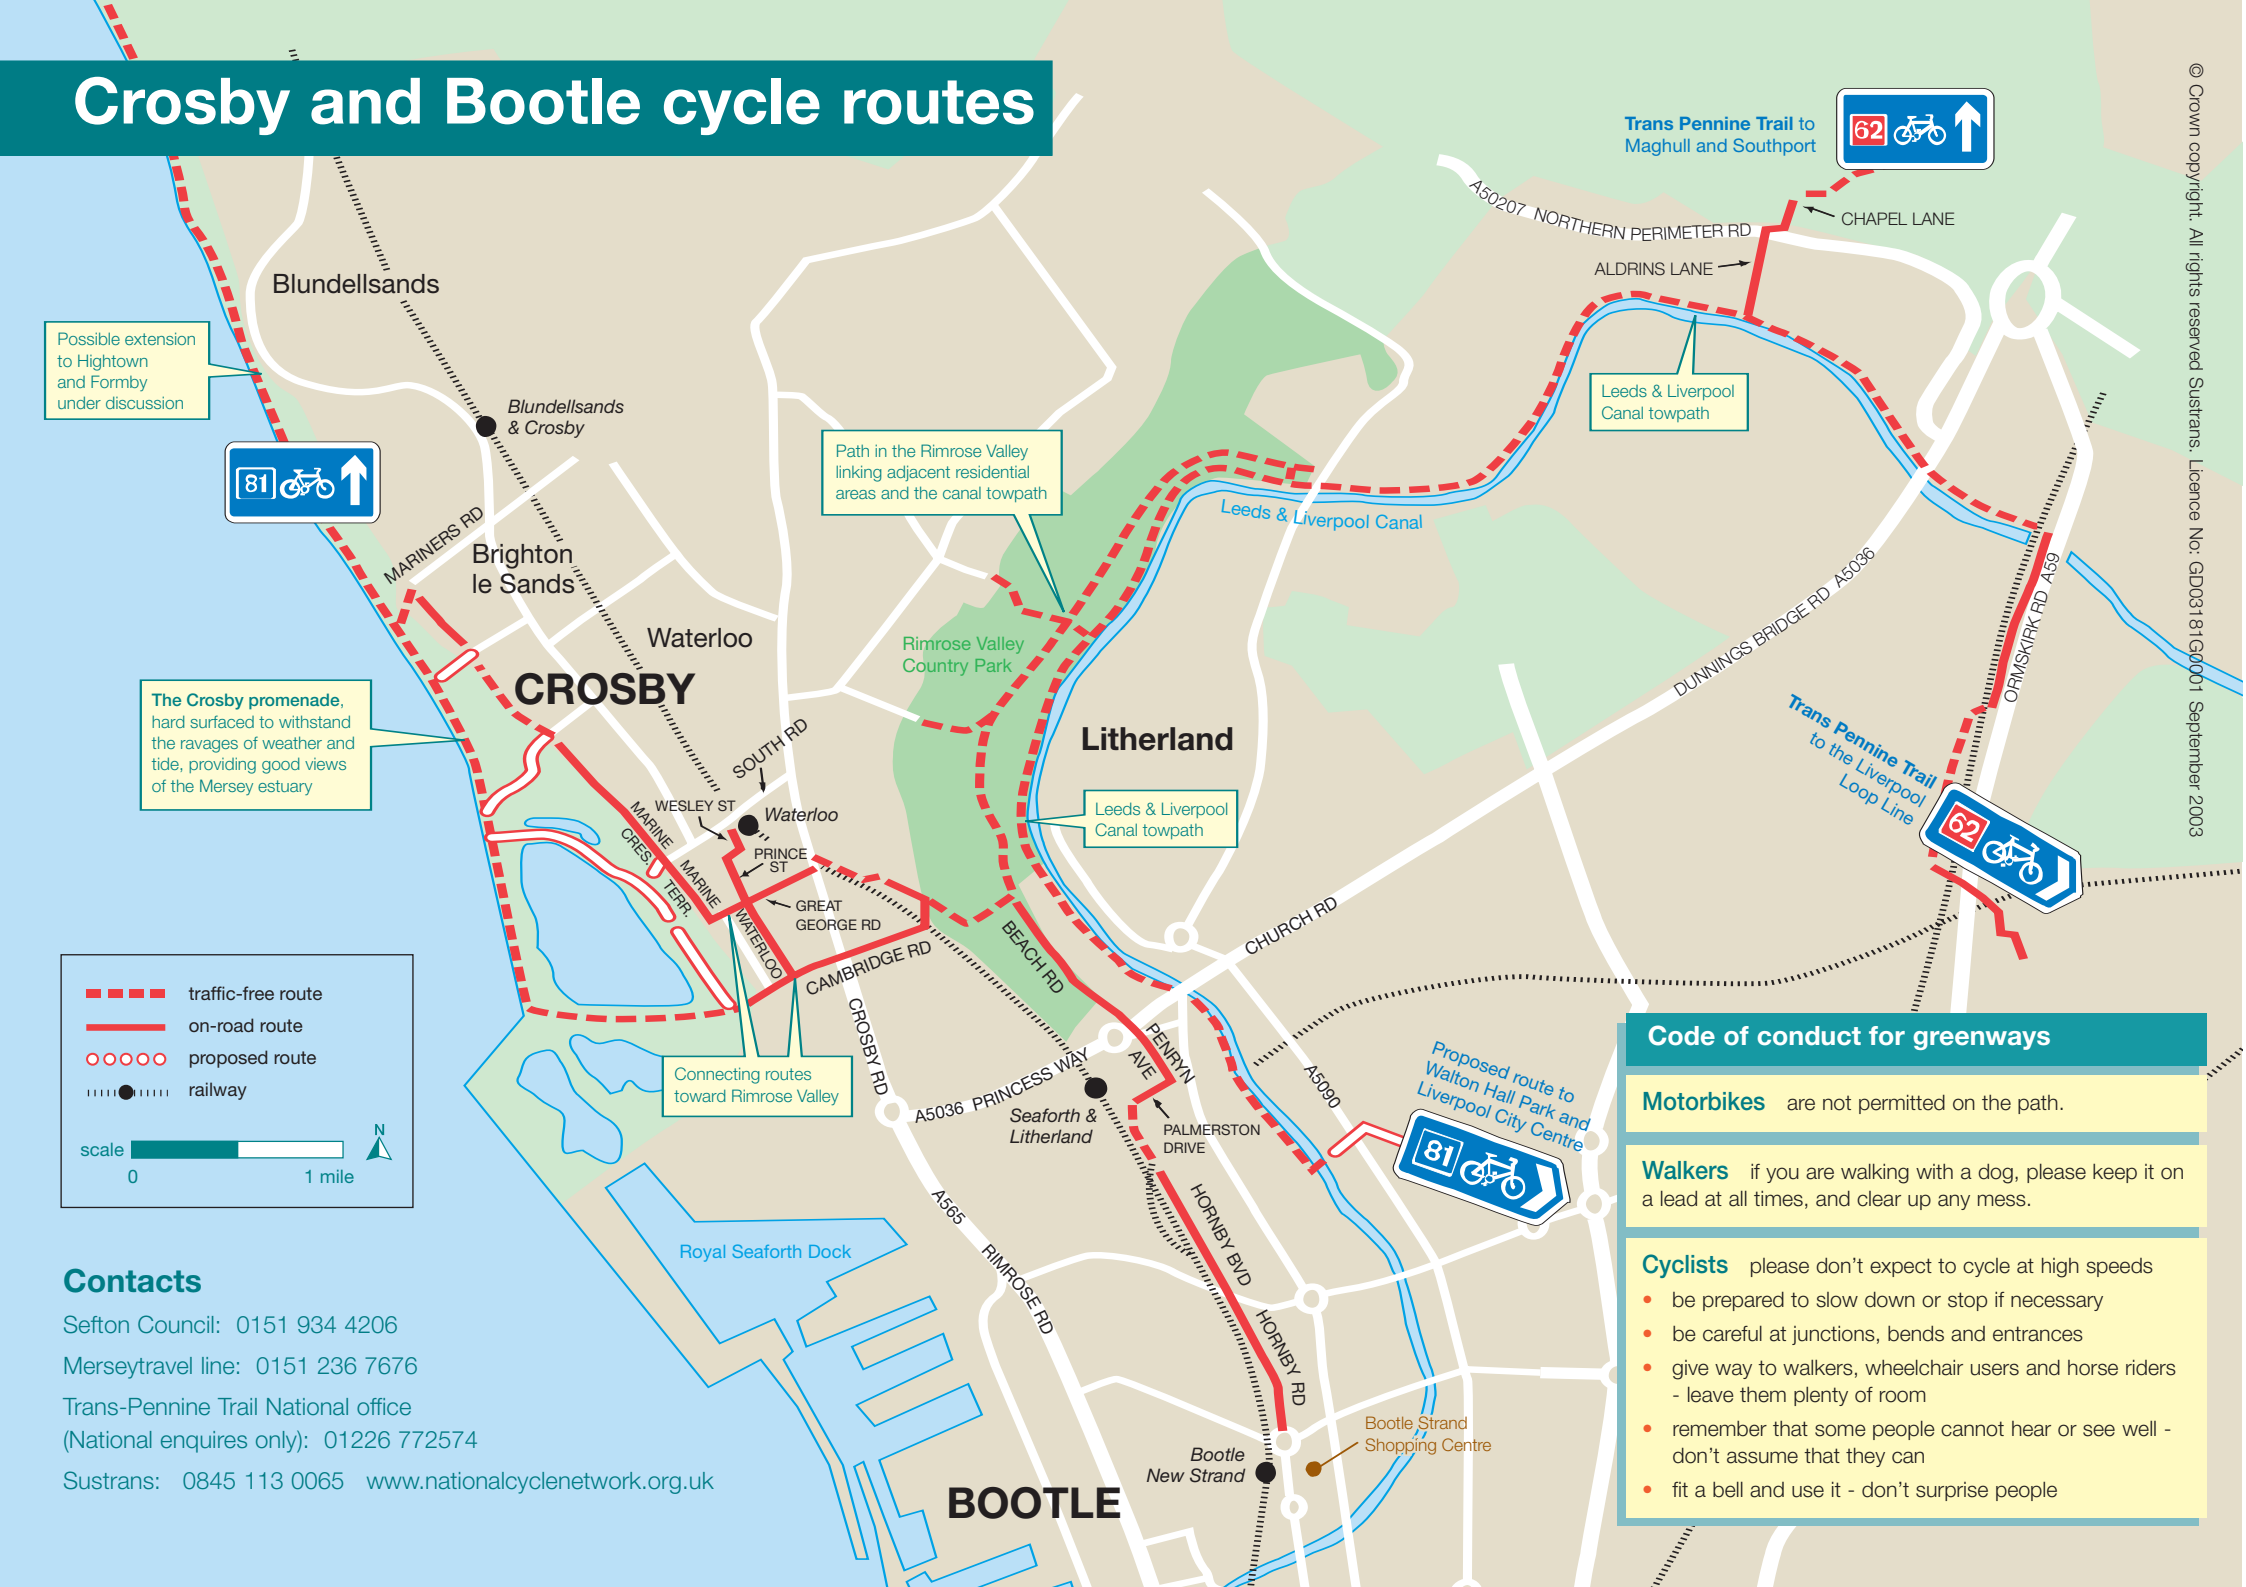 Crosby and Bootle cycle routes
Trans Pennine Trail to
Maghull and Southport
62
© Crown copyright. All rights reserved Sustrans. Licence No: GD03181G0001 September 2003
A50207 NORTHERN PERIMETER RD
CHAPEL LANE
ALDRINS LANE
Blundellsands
Possible extension
to Hightown
and Formby
under discussion
Blundellsands
& Crosby
Leeds & Liverpool
Canal towpath
81
Path in the Rimrose Valley
linking adjacent residential
areas and the canal towpath
Leeds & Liverpool Canal
MARINERS RD
Brighton
le Sands
Waterloo
Rimrose Valley
Country Park
DUNNINGS BRIDGE RD A5036
ORMSKIRK RD A59
CROSBY
The Crosby promenade,
hard surfaced to withstand
the ravages of weather and
tide, providing good views
of the Mersey estuary
Litherland
Trans Pennine Trail
to the Liverpool
Loop Line
62
SOUTH RD
WESLEY ST
Waterloo
Leeds & Liverpool
Canal towpath
MARINE
CRES.
PRINCE
ST
MARINE
TERR.
GREAT
GEORGE RD
WATERLOO
CAMBRIDGE RD
BEACH RD
CHURCH RD
traffic-free route
on-road route
proposed route
railway
scale
0
1 mile
N
CROSBY RD
Connecting routes
toward Rimrose Valley
A5036 PRINCESS WAY
PENRYN
AVE
A5090
Seaforth &
Litherland
PALMERSTON
DRIVE
Proposed route to
Walton Hall Park and
Liverpool City Centre
81
Code of conduct for greenways
Motorbikes are not permitted on the path.
Walkers if you are walking with a dog, please keep it on
a lead at all times, and clear up any mess.
Cyclists please don't expect to cycle at high speeds
• be prepared to slow down or stop if necessary
• be careful at junctions, bends and entrances
• give way to walkers, wheelchair users and horse riders
- leave them plenty of room
• remember that some people cannot hear or see well -
don't assume that they can
• fit a bell and use it - don't surprise people
A565
RIMROSE RD
HORNBY BVD
HORNBY RD
Royal Seaforth Dock
Bootle Strand
Shopping Centre
Bootle
New Strand
BOOTLE
Contacts
Sefton Council: 0151 934 4206
Merseytravel line: 0151 236 7676
Trans-Pennine Trail National office
(National enquires only): 01226 772574
Sustrans: 0845 113 0065 www.nationalcyclenetwork.org.uk